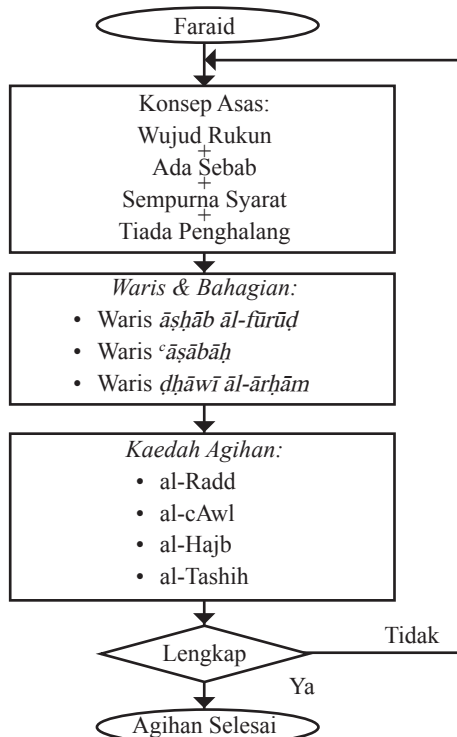 Faraid
Konsep Asas:
Wujud Rukun
+
Ada Sebab
+
Sempurna Syarat
+
Tiada Penghalang
Waris & Bahagian:
• Waris āṣḥāb āl-fūrūḍ
• Waris ᶜāṣābāḥ
• Waris ḍhāwī āl-ārḥām
Kaedah Agihan:
• al-Radd
• al-cAwl
• al-Hajb
• al-Tashih
Lengkap
Tidak
Ya
Agihan Selesai